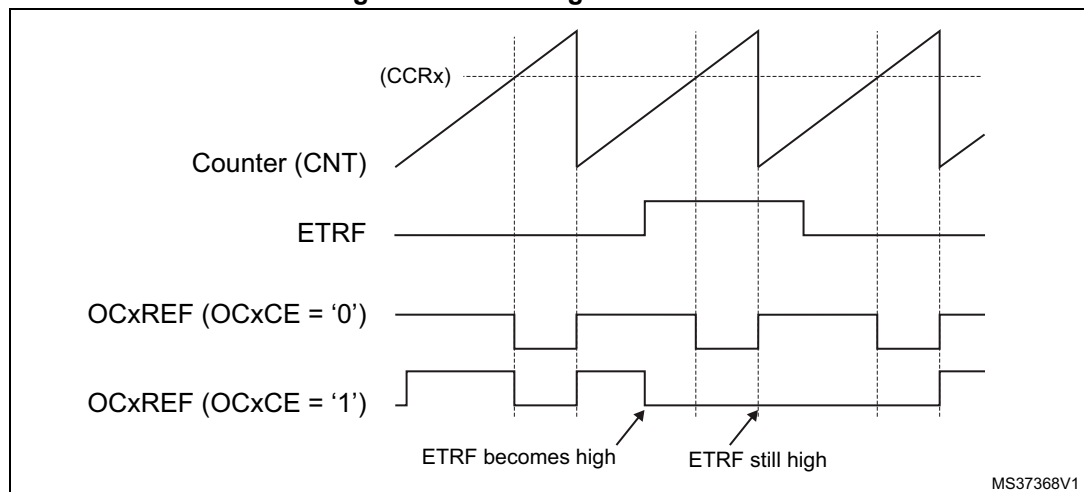 (CCRx)
Counter (CNT)
ETRF
OCxREF (OCxCE = ‘0’)
OCxREF (OCxCE = ‘1’)
ETRF becomes high
ETRF still high
MS37368V1